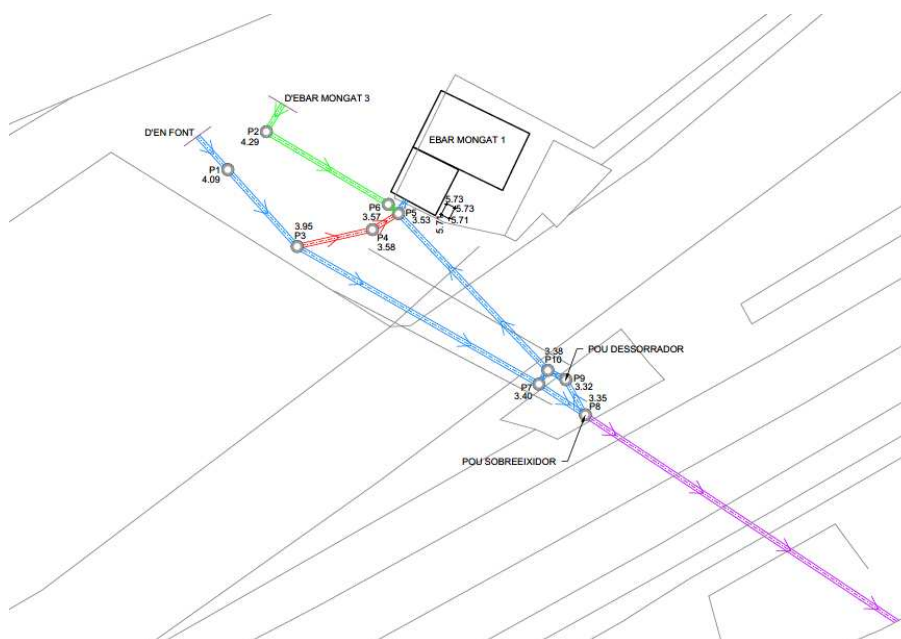 D'EBAR MONGAT 3
P2
4.29
D'EN FONT
EBAR MONGAT 1
P1
4.09
P6
3.57
P5
3.53
5.73
5.73
5.71
3.95
P3
P4
3.58
3.38
P10
POU DESSORRADOR
P9
3.32
P7
3.40
3.35
P8
POU SOBREEIXIDOR